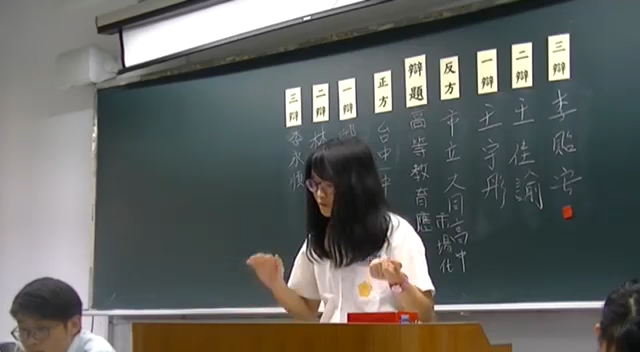 三辯 李貽安
二辯 王佳諭
一辯 王宇彤
反方 市立大同高中
辯題 高等教育應市場化
正方 台中一
一辯
二辯 林
三辯 李